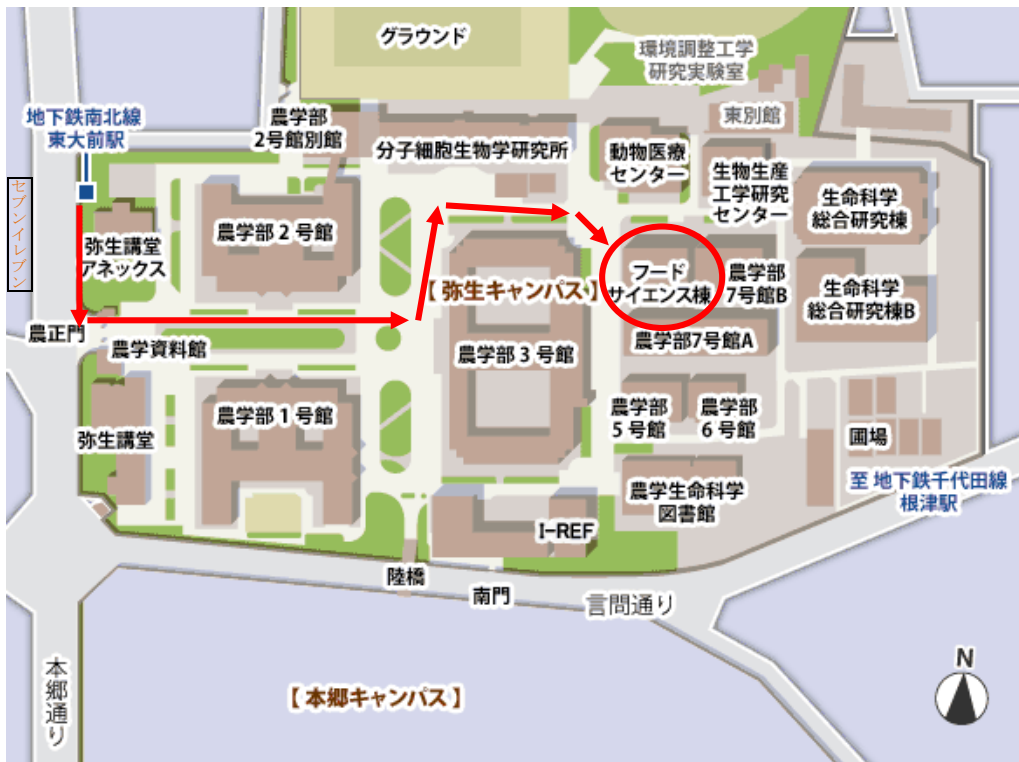 グラウンド
環境調整工学
研究実験室
地下鉄南北線
東大前駅
農学部
2号館別館
東別館
分子細胞生物学研究所
動物医療
センター
生物生産
工学研究
センター
生命科学
総合研究棟
セブンイレブン
弥生講堂
アネックス
農学部2号館
フード
サイエンス棟
農学部
7号館B
【弥生キャンパス】
生命科学
総合研究棟B
農正門
農学資料館
農学部3号館
農学部7号館A
弥生講堂
農学部1号館
農学部
5号館
農学部
6号館
圃場
至 地下鉄千代田線
根津駅
農学生命科学
図書館
I-REF
陸橋
南門
言問通り
本郷通り
【本郷キャンパス】
N